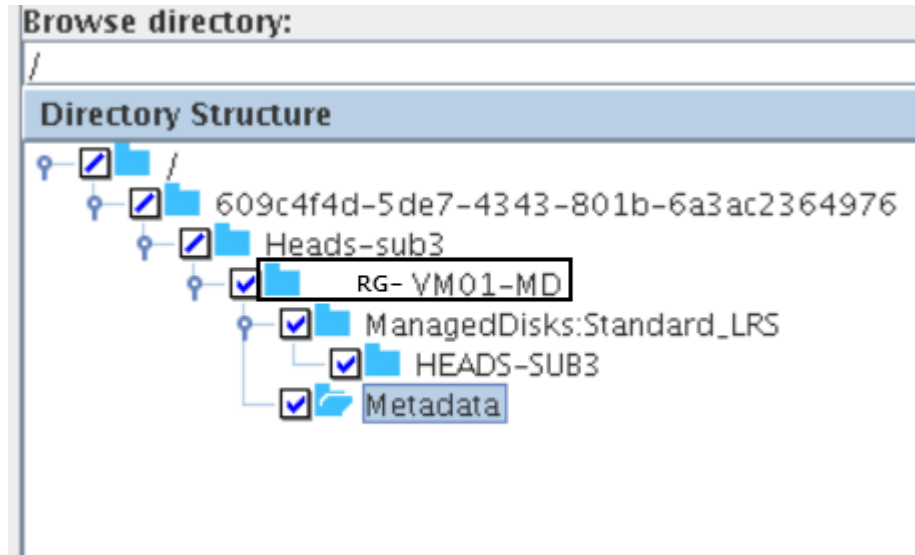 Browse directory:
/
Directory Structure
/
609c4f4d-5de7-4343-801b-6a3ac2364976
Heads-sub3
RG- VM01-MD
ManagedDisks:Standard_LRS
HEADS-SUB3
Metadata